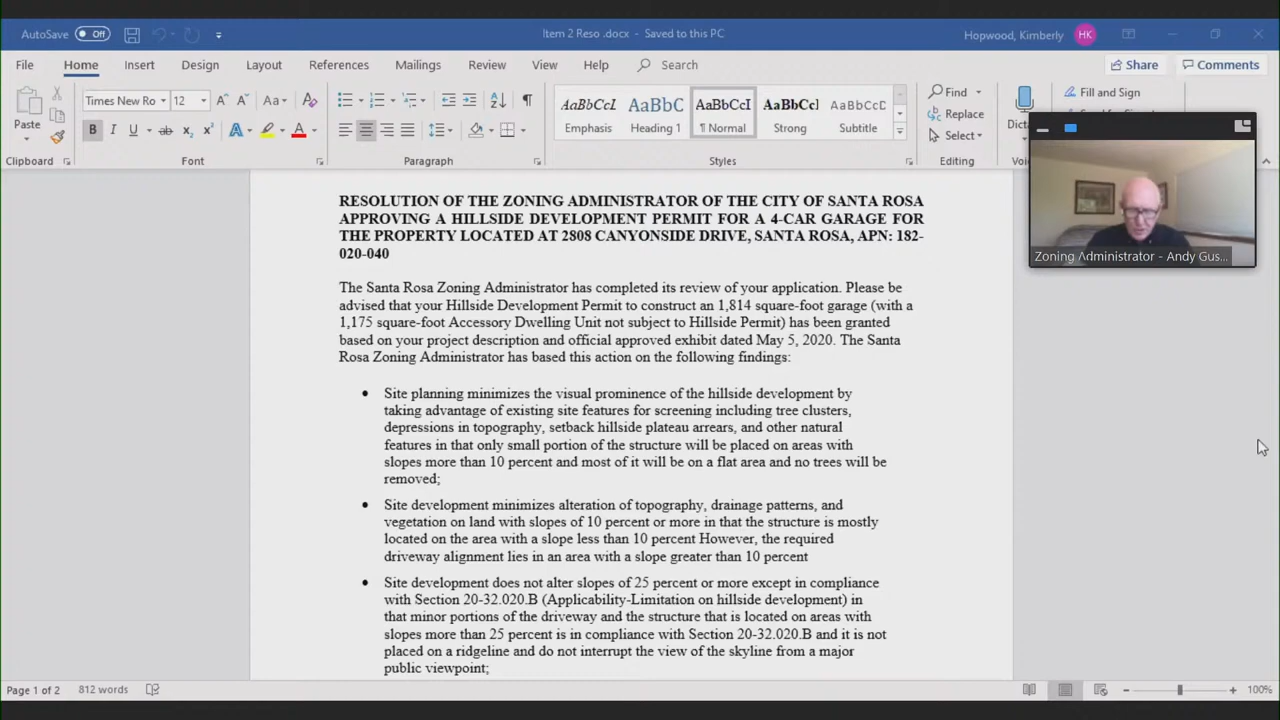 AutoSave Off
Item 2 Reso .docx - Saved to this PC
Hopwood, Kimberly HK
File Home Insert Design Layout References Mailings Review View Help Search Share Comments
Paste
Times New Ro 12
AaBbCcI AaBbC AaBbCcI AaBbCcI AaBbCcD
Emphasis Heading 1 ¶ Normal Strong Subtitle
Find
Replace
Select
Dicta
Fill and Sign
Clipboard Font Paragraph Styles Editing Voi
Zoning Administrator - Andy Gus...
RESOLUTION OF THE ZONING ADMINISTRATOR OF THE CITY OF SANTA ROSA
APPROVING A HILLSIDE DEVELOPMENT PERMIT FOR A 4-CAR GARAGE FOR
THE PROPERTY LOCATED AT 2808 CANYONSIDE DRIVE, SANTA ROSA, APN: 182-
020-040
The Santa Rosa Zoning Administrator has completed its review of your application. Please be
advised that your Hillside Development Permit to construct an 1,814 square-foot garage (with a
1,175 square-foot Accessory Dwelling Unit not subject to Hillside Permit) has been granted
based on your project description and official approved exhibit dated May 5, 2020. The Santa
Rosa Zoning Administrator has based this action on the following findings:
• Site planning minimizes the visual prominence of the hillside development by
taking advantage of existing site features for screening including tree clusters,
depressions in topography, setback hillside plateau arrears, and other natural
features in that only small portion of the structure will be placed on areas with
slopes more than 10 percent and most of it will be on a flat area and no trees will be
removed;
• Site development minimizes alteration of topography, drainage patterns, and
vegetation on land with slopes of 10 percent or more in that the structure is mostly
located on the area with a slope less than 10 percent However, the required
driveway alignment lies in an area with a slope greater than 10 percent
• Site development does not alter slopes of 25 percent or more except in compliance
with Section 20-32.020.B (Applicability-Limitation on hillside development) in
that minor portions of the driveway and the structure that is located on areas with
slopes more than 25 percent is in compliance with Section 20-32.020.B and it is not
placed on a ridgeline and do not interrupt the view of the skyline from a major
public viewpoint;
Page 1 of 2 812 words 100%